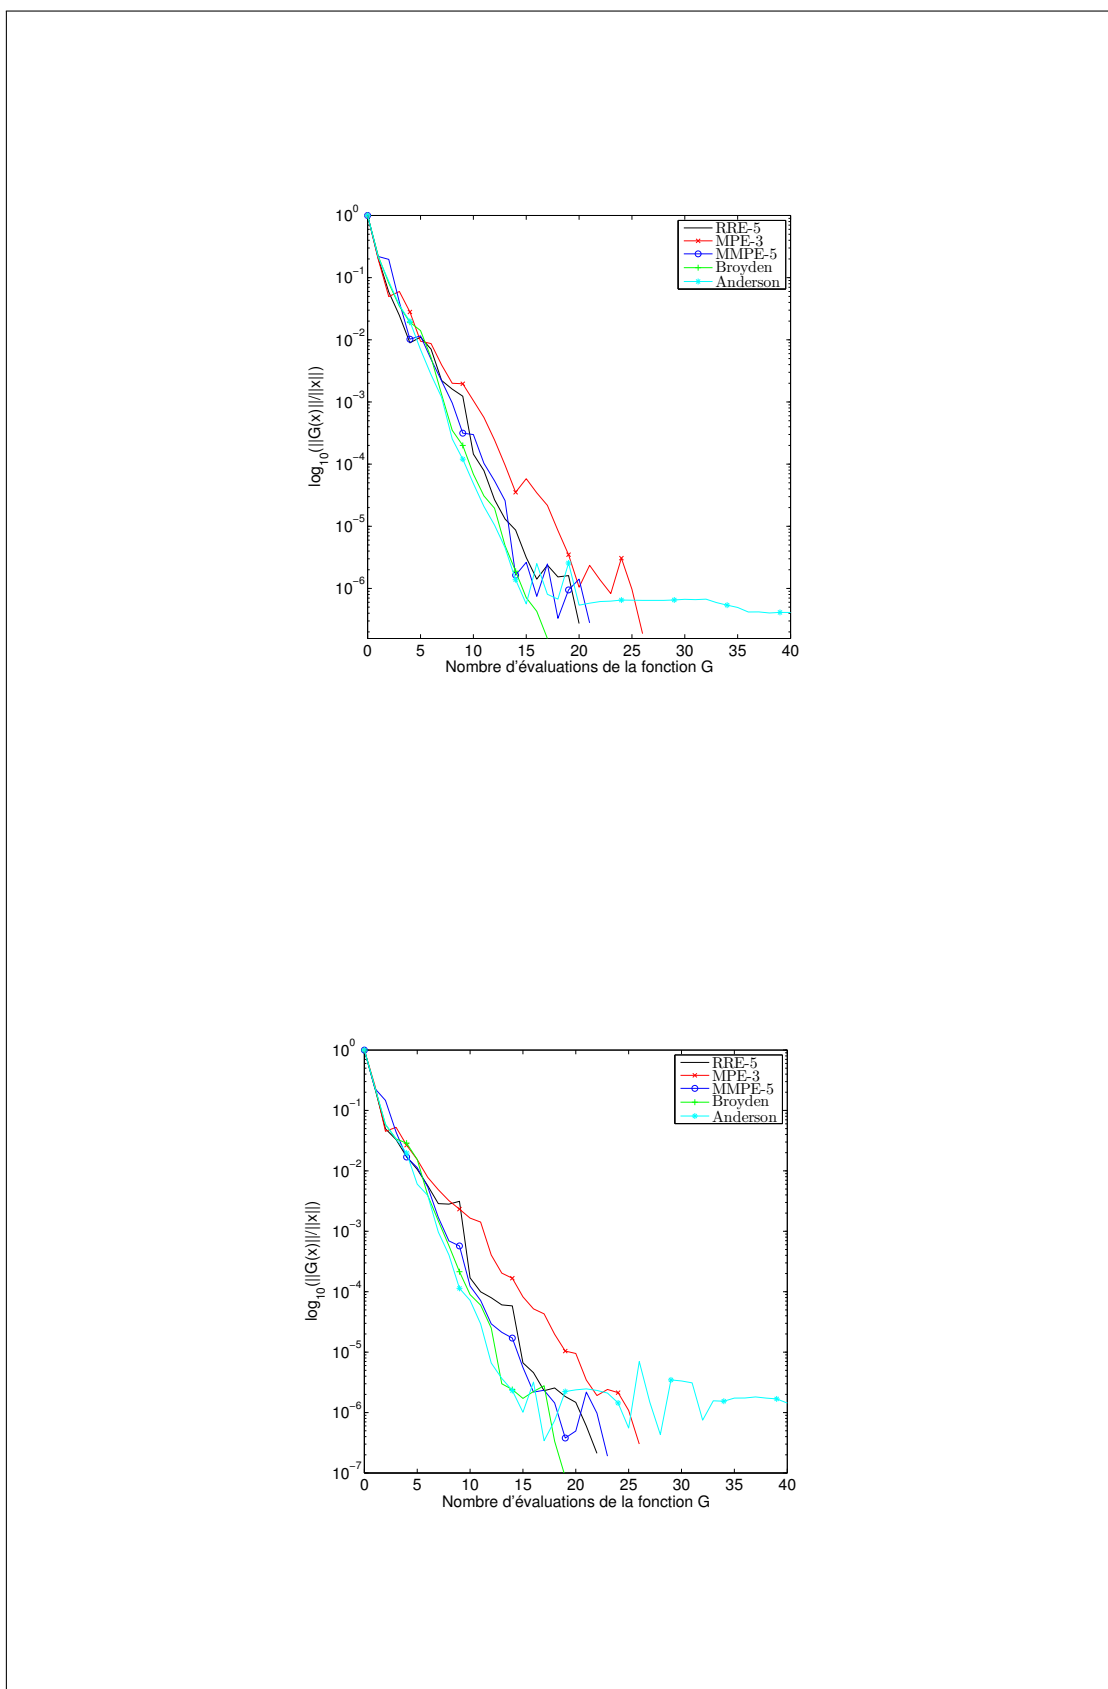 10^0
10^-1
10^-2
10^-3
10^-4
10^-5
10^-6
log_10(||G(x)||/||x||)
RRE-5
MPE-3
MMPE-5
Broyden
Anderson
0 5 10 15 20 25 30 35 40
Nombre d'évaluations de la fonction G
10^0
10^-1
10^-2
10^-3
10^-4
10^-5
10^-6
10^-7
log_10(||G(x)||/||x||)
RRE-5
MPE-3
MMPE-5
Broyden
Anderson
0 5 10 15 20 25 30 35 40
Nombre d'évaluations de la fonction G